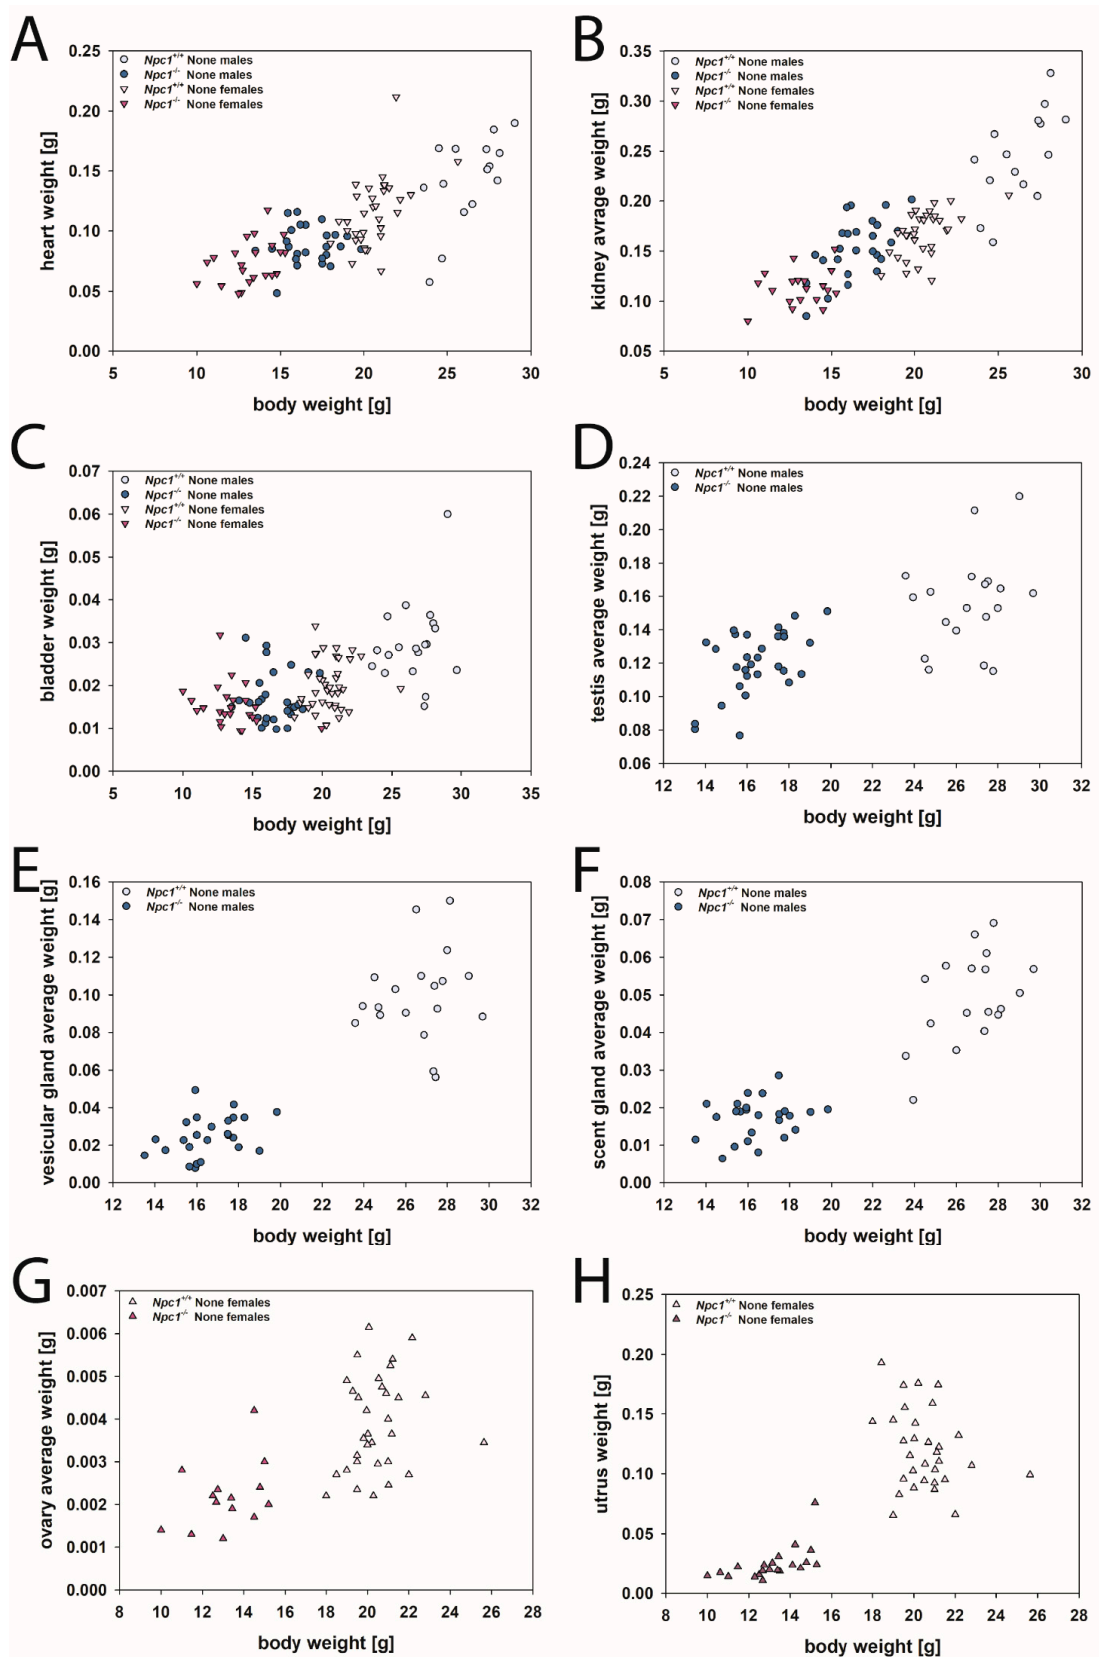 A
heart weight [g]
0.25
0.20
0.15
0.10
0.05
0.00
Npc1+/+ None males
Npc1-/- None males
Npc1+/+ None females
Npc1-/- None females
5 10 15 20 25 30
body weight [g]
B
kidney avrage weight [g]
0.35
0.30
0.25
0.20
0.15
0.10
0.05
Npc1+/+ None males
Npc1-/- None males
Npc1+/+ None females
Npc1-/- None females
5 10 15 20 25 30
body weight [g]
C
bladder weight [g]
0.07
0.06
0.05
0.04
0.03
0.02
0.01
0.00
Npc1+/+ None males
Npc1-/- None males
Npc1+/+ None females
Npc1-/- None females
5 10 15 20 25 30 35
body weight [g]
D
testis average weight [g]
0.24
0.22
0.20
0.18
0.16
0.14
0.12
0.10
0.08
0.06
Npc1+/+ None males
Npc1-/- None males
12 14 16 18 20 22 24 26 28 30 32
body weight [g]
E
vesicular gland average weight [g]
0.16
0.14
0.12
0.10
0.08
0.06
0.04
0.02
0.00
Npc1+/+ None males
Npc1-/- None males
12 14 16 18 20 22 24 26 28 30 32
body weight [g]
F
scent gland average weight [g]
0.08
0.07
0.06
0.05
0.04
0.03
0.02
0.01
0.00
Npc1+/+ None males
Npc1-/- None males
12 14 16 18 20 22 24 26 28 30 32
body weight [g]
G
ovary average weight [g]
0.007
0.006
0.005
0.004
0.003
0.002
0.001
0.000
Npc1+/+ None females
Npc1-/- None females
8 10 12 14 16 18 20 22 24 26 28
body weight [g]
H
utrus weight [g]
0.25
0.20
0.15
0.10
0.05
0.00
Npc1+/+ None females
Npc1-/- None females
8 10 12 14 16 18 20 22 24 26 28
body weight [g]